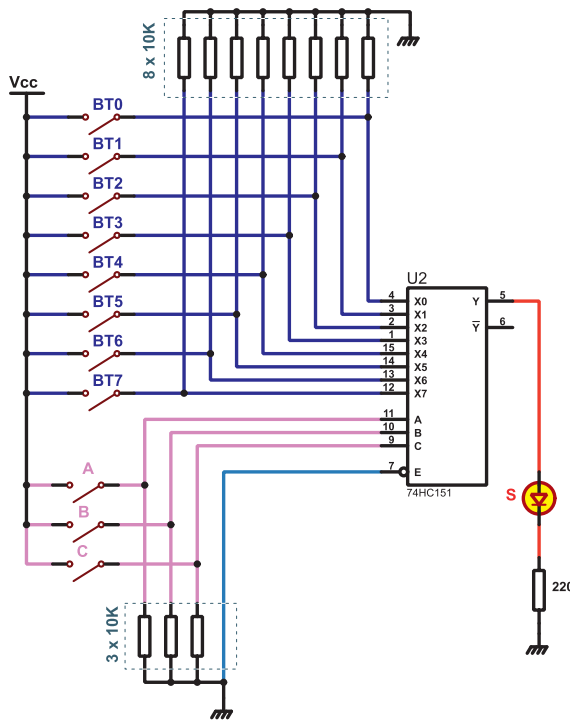 8 x 10K
Vcc
BT0
BT1
BT2
BT3
BT4
BT5
BT6
BT7
U2
4 X0 Y 5
3 X1
2 X2 Y 6
1 X3
15 X4
14 X5
13 X6
12 X7
11 A
10 B
9 C
7 E
74HC151
A
B
C
S
220
3 x 10K